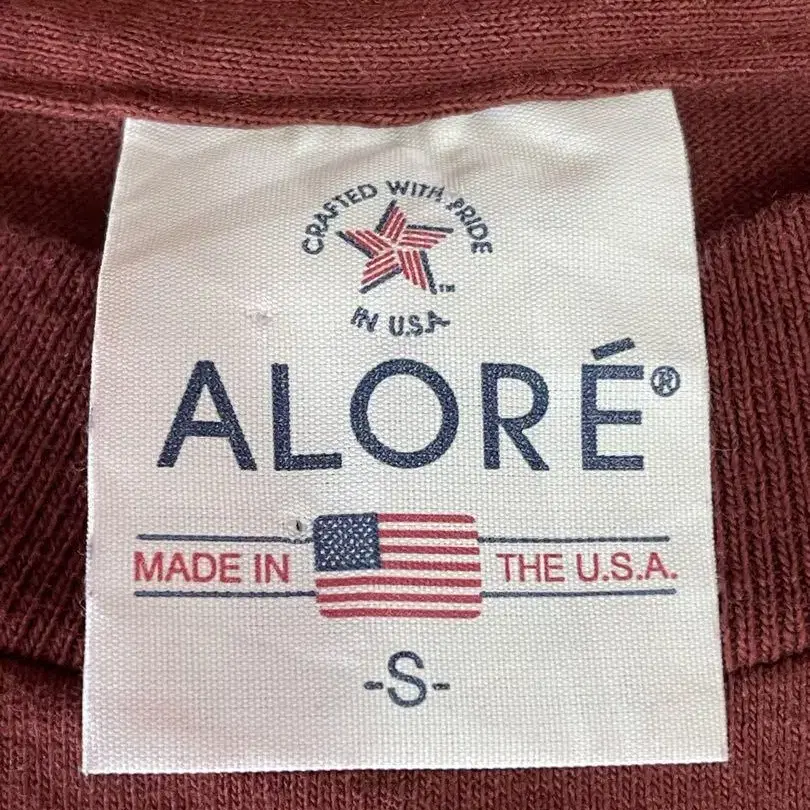 CRAFTED WITH PRIDE
™
IN U.S.A
ALORÉ®
MADE IN THE U.S.A.
-S-